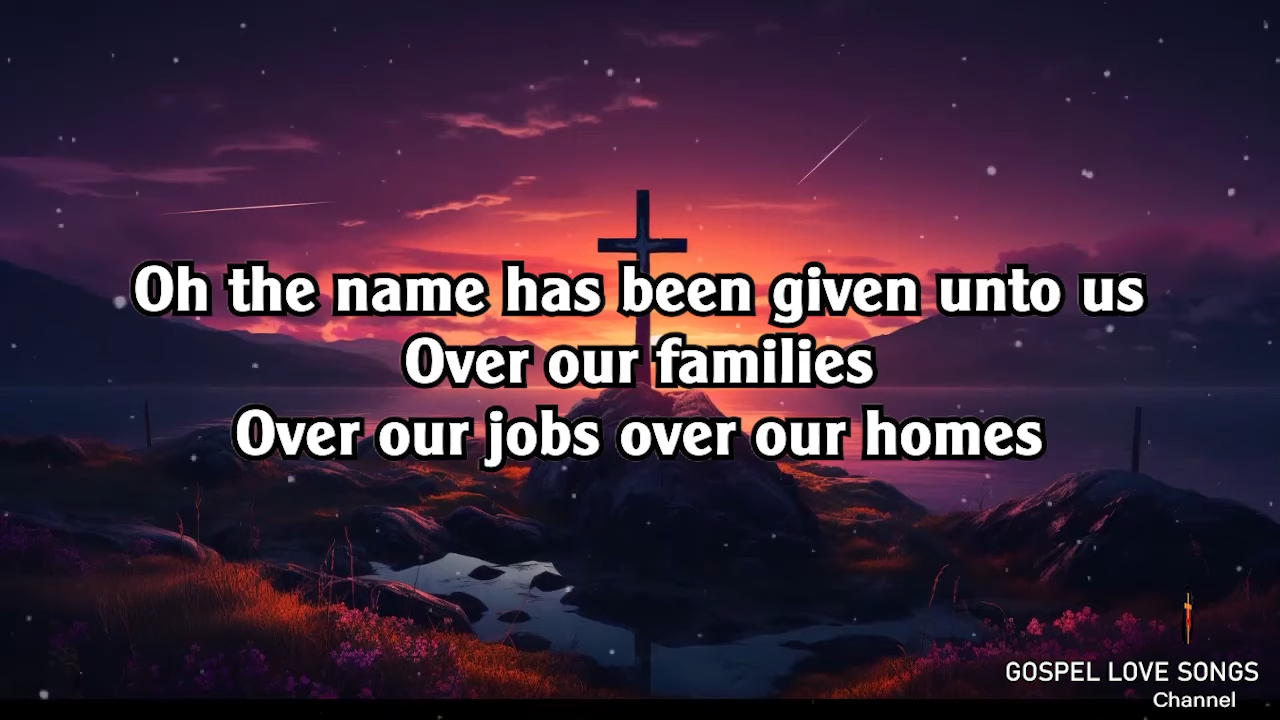 Oh the name has been given unto us
Over our families
Over our jobs over our homes
GOSPEL LOVE SONGS
Channel